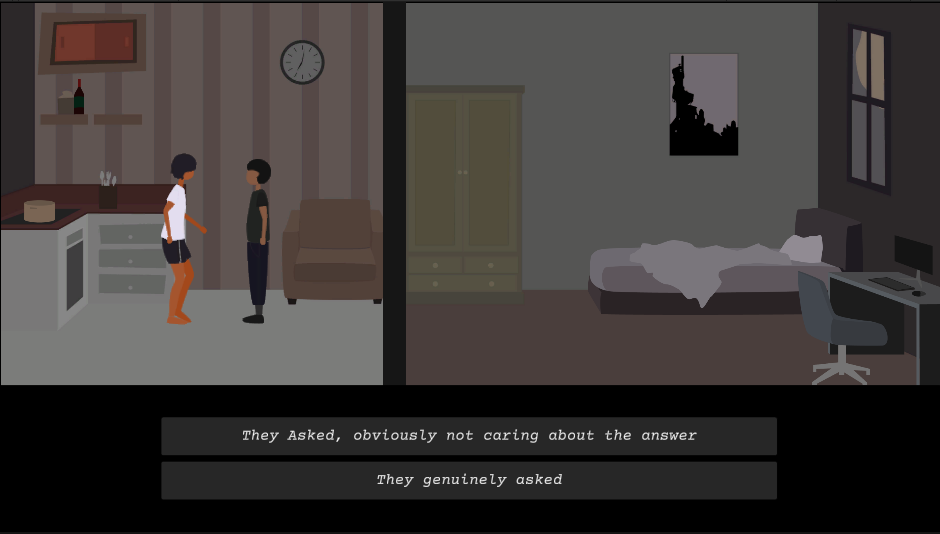 They Asked, obviously not caring about the answer
They genuinely asked